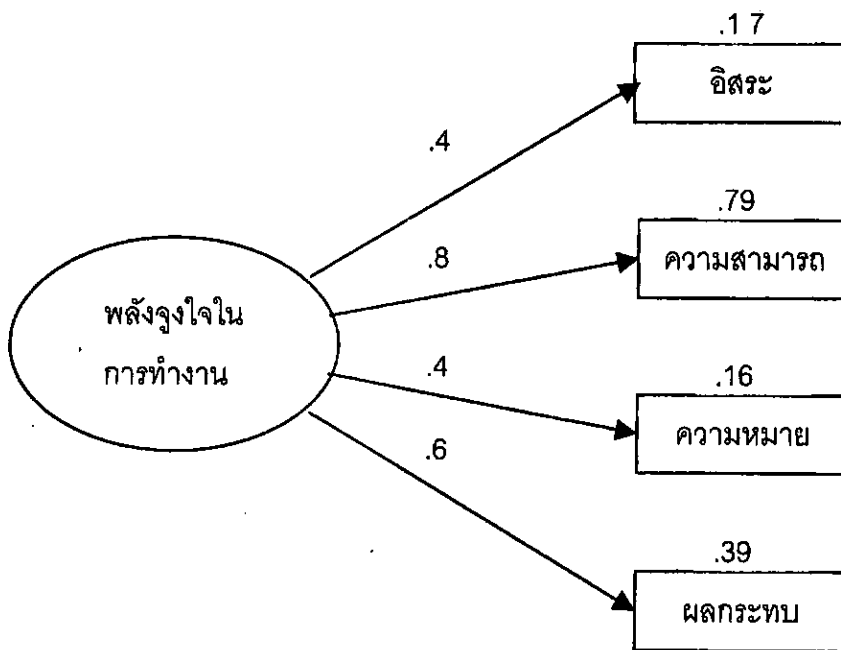 .1 7
อิสระ
.4
.79
ความสามารถ
.8
พลังจูงใจใน
การทำงาน
.4
.16
ความหมาย
.6
.39
ผลกระทบ